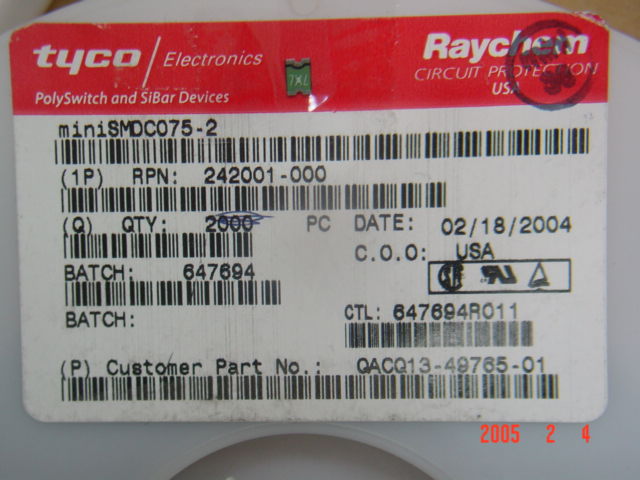 tyco / Electronics
Raychem
CIRCUIT PROTECTION
USA
PolySwitch and SiBar Devices
miniSMDC075-2
(1P) RPN: 242001-000
(Q) QTY: 2000 PC DATE: 02/18/2004
C.O.O: USA
BATCH: 647694
BATCH:
CTL: 647694R011
(P) Customer Part No.: QACQ13-49765-01
2005 2 4